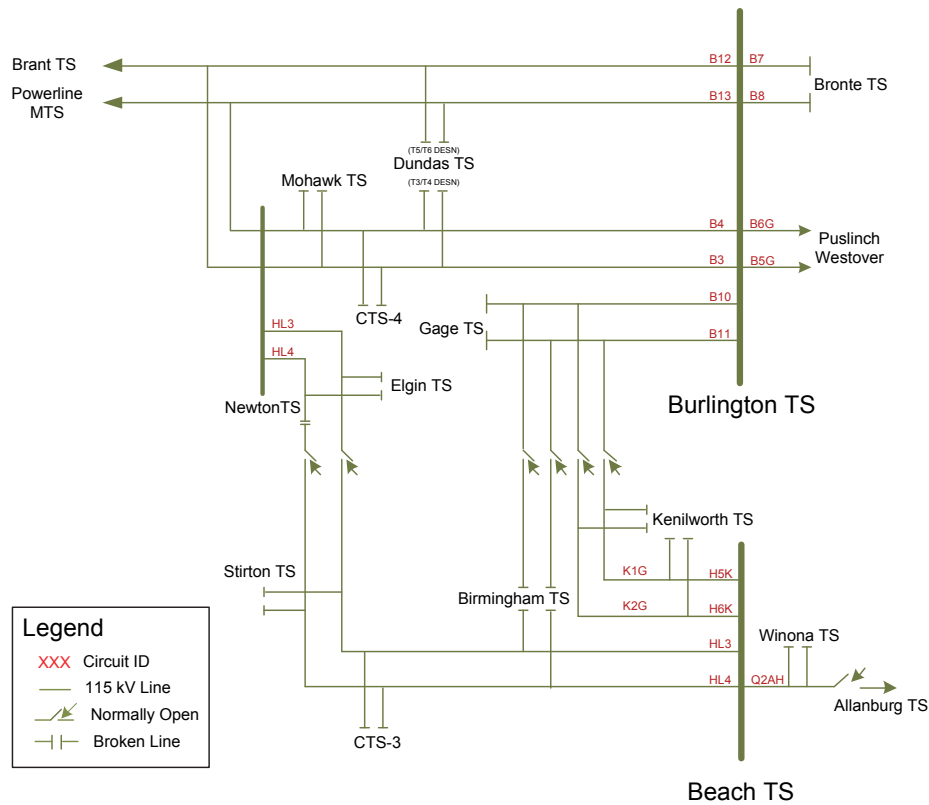 Brant TS
B12
B7
Bronte TS
Powerline
MTS
B13
B8
(T5/T6 DESN)
Dundas TS
(T3/T4 DESN)
Mohawk TS
B4
B6G
Puslinch
Westover
B3
B5G
CTS-4
B10
Gage TS
B11
HL3
HL4
Elgin TS
NewtonTS
Burlington TS
Kenilworth TS
Stirton TS
K1G
H5K
Birmingham TS
K2G
H6K
HL3
Winona TS
HL4
Q2AH
Allanburg TS
CTS-3
Beach TS
Legend
XXX Circuit ID
115 kV Line
Normally Open
Broken Line